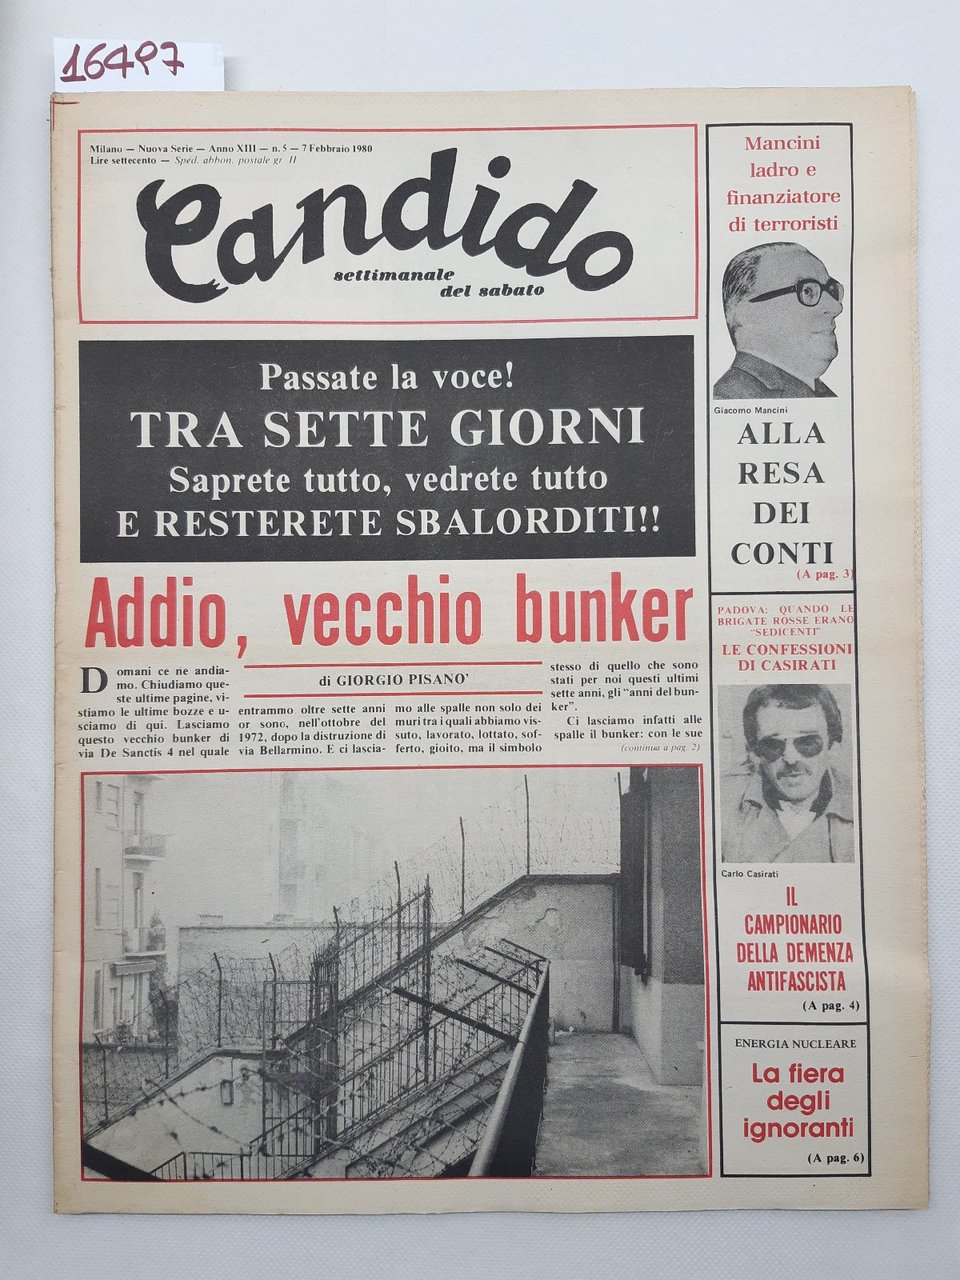 16497
Milano — Nuova Serie — Anno XIII — n. 5 — 7 Febbraio 1980
Lire settecento — Sped. abbon. postale gr II
Candido
settimanale
del sabato
Passate la voce!
TRA SETTE GIORNI
Saprete tutto, vedrete tutto
E RESTERETE SBALORDITI!!
Addio, vecchio bunker
di GIORGIO PISANO'
Domani ce ne andia-
mo. Chiudiamo que-
ste ultime pagine, vi-
stiamo le ultime bozze e u-
sciamo di qui. Lasciamo
questo vecchio bunker di
via De Sanctis 4 nel quale
entrammo oltre sette anni
or sono, nell'ottobre del
1972, dopo la distruzione di
via Bellarmino. E ci lascia-
mo alle spalle non solo dei
muri tra i quali abbiamo vis-
suto, lavorato, lottato, sof-
ferto, gioito, ma il simbolo
stesso di quello che sono
stati per noi questi ultimi
sette anni, gli "anni del bun-
ker".
Ci lasciamo infatti alle
spalle il bunker: con le sue
(continua a pag. 2)
Mancini
ladro e
finanziatore
di terroristi
Giacomo Mancini
ALLA
RESA
DEI
CONTI
(A pag. 3)
PADOVA: QUANDO LE
BRIGATE ROSSE ERANO
"SEDICENTI"
LE CONFESSIONI
DI CASIRATI
Carlo Casirati
IL
CAMPIONARIO
DELLA DEMENZA
ANTIFASCISTA
(A pag. 4)
ENERGIA NUCLEARE
La fiera
degli
ignoranti
(A pag. 6)